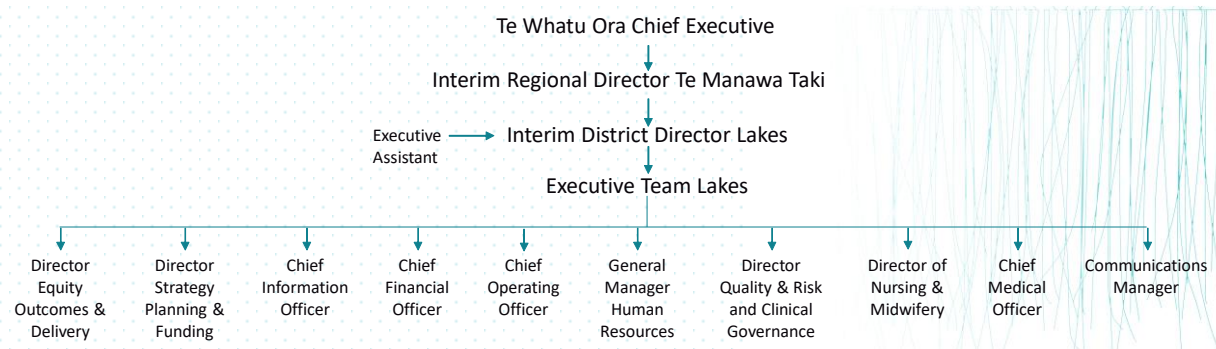 Te Whatu Ora Chief Executive
Interim Regional Director Te Manawa Taki
Executive
Assistant
Interim District Director Lakes
Executive Team Lakes
Director
Equity
Outcomes &
Delivery
Director
Strategy
Planning &
Funding
Chief
Information
Officer
Chief
Financial
Officer
Chief
Operating
Officer
General
Manager
Human
Resources
Director
Quality & Risk
and Clinical
Governance
Director of
Nursing &
Midwifery
Chief
Medical
Officer
Communications
Manager